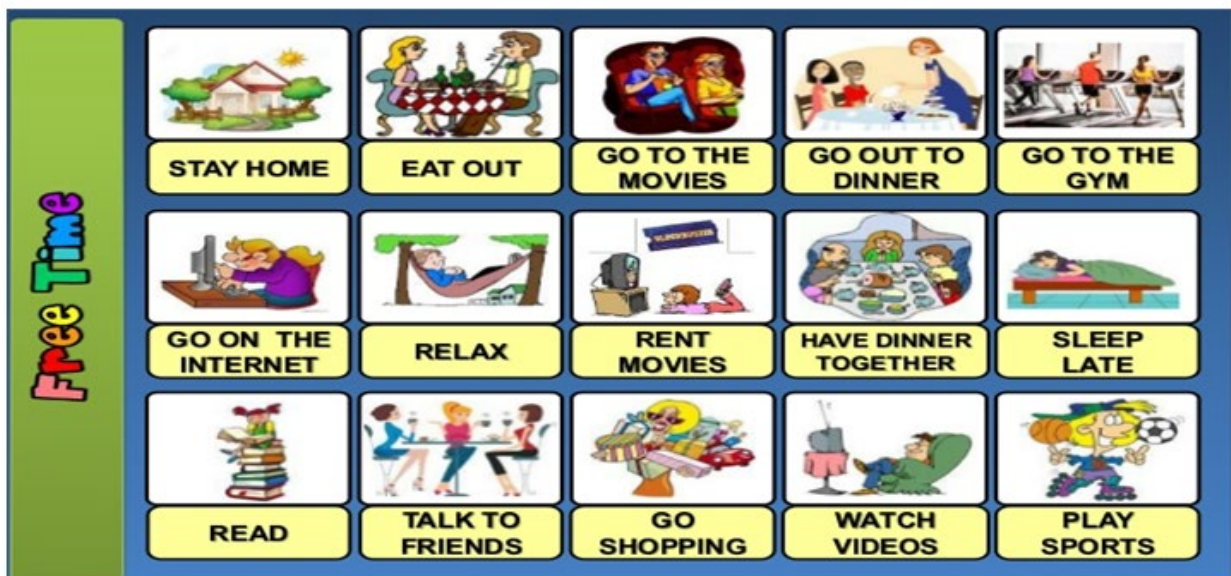 Free Time
STAY HOME
EAT OUT
GO TO THE
MOVIES
GO OUT TO
DINNER
GO TO THE
GYM
BLOCKBUSTER
GO ON THE
INTERNET
RELAX
RENT
MOVIES
HAVE DINNER
TOGETHER
SLEEP
LATE
READ
TALK TO
FRIENDS
GO
SHOPPING
WATCH
VIDEOS
PLAY
SPORTS